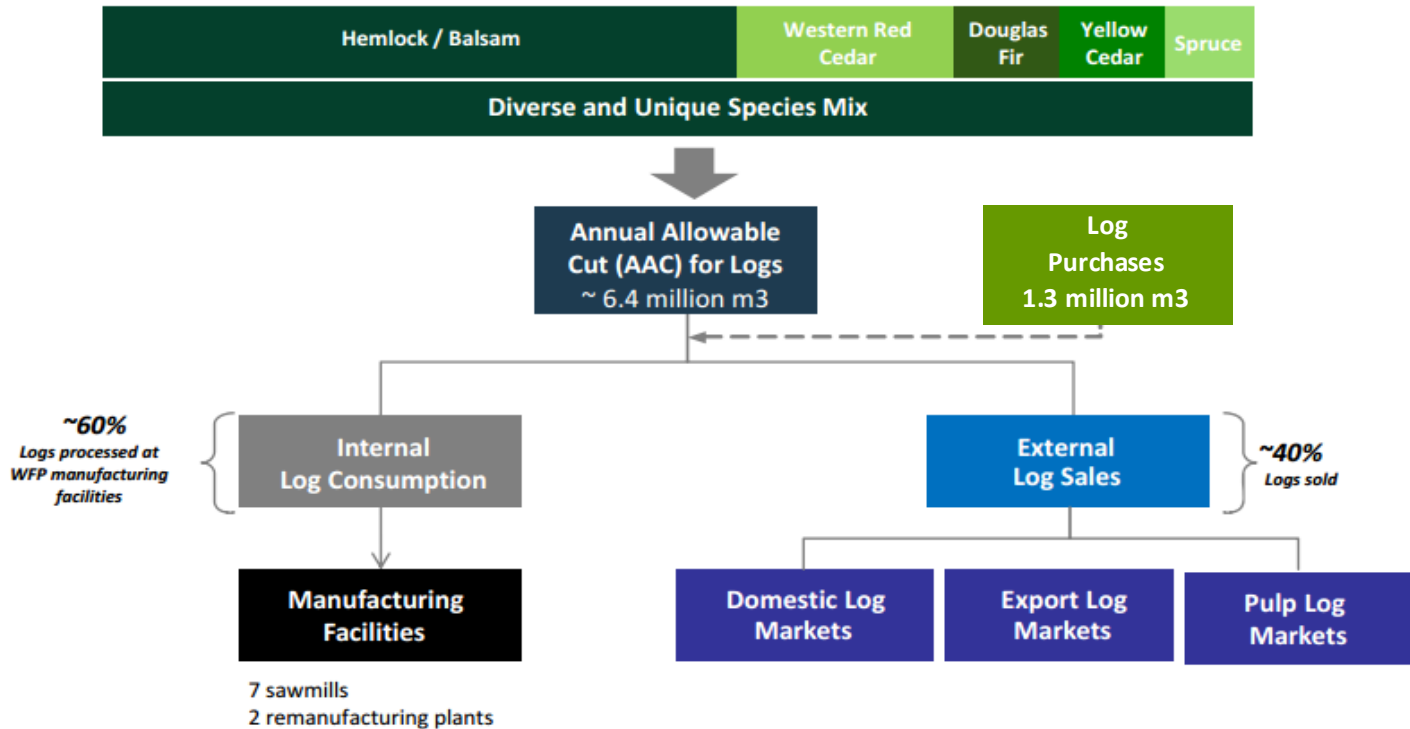 Hemlock / Balsam
Western Red
Cedar
Douglas
Fir
Yellow
Cedar
Spruce
Diverse and Unique Species Mix
Annual Allowable
Cut (AAC) for Logs
~ 6.4 million m3
Log
Purchases
1.3 million m3
~60%
Logs processed at
WFP manufacturing
facilities
Internal
Log Consumption
External
Log Sales
~40%
Logs sold
Manufacturing
Facilities
Domestic Log
Markets
Export Log
Markets
Pulp Log
Markets
7 sawmills
2 remanufacturing plants